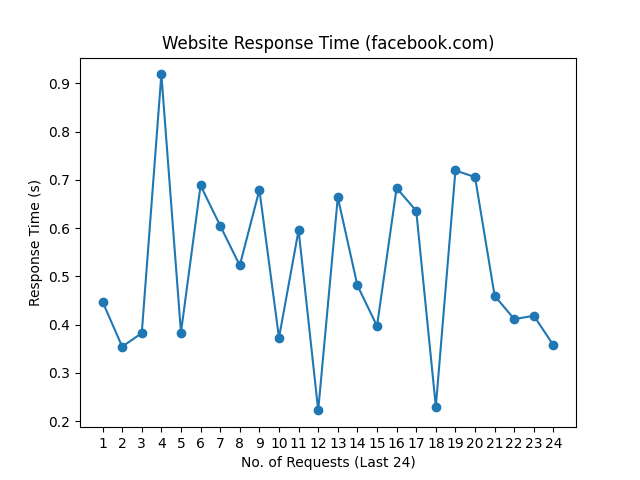 Website Response Time (facebook.com)
Response Time (s)
0.9
0.8
0.7
0.6
0.5
0.4
0.3
0.2
1 2 3 4 5 6 7 8 9 10 11 12 13 14 15 16 17 18 19 20 21 22 23 24
No. of Requests (Last 24)